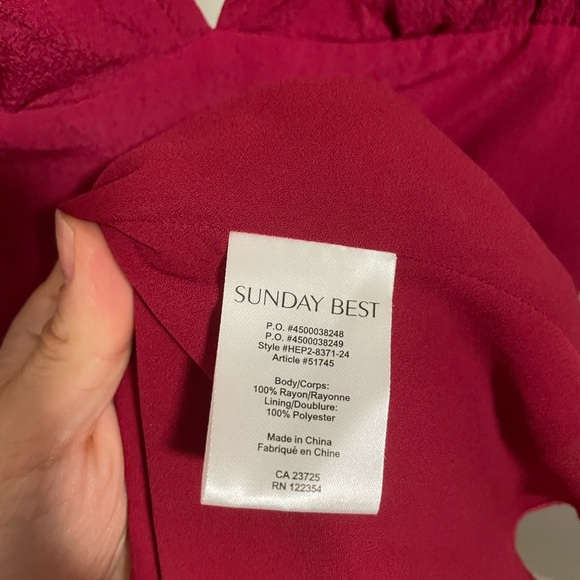 SUNDAY BEST
P.O. #4500038248
P.O. #4500038249
Style #HEP2-8371-24
Article #51745
Body/Corps:
100% Rayon/Rayonne
Lining/Doublure:
100% Polyester
Made in China
Fabriqué en Chine
CA 23725
RN 122354